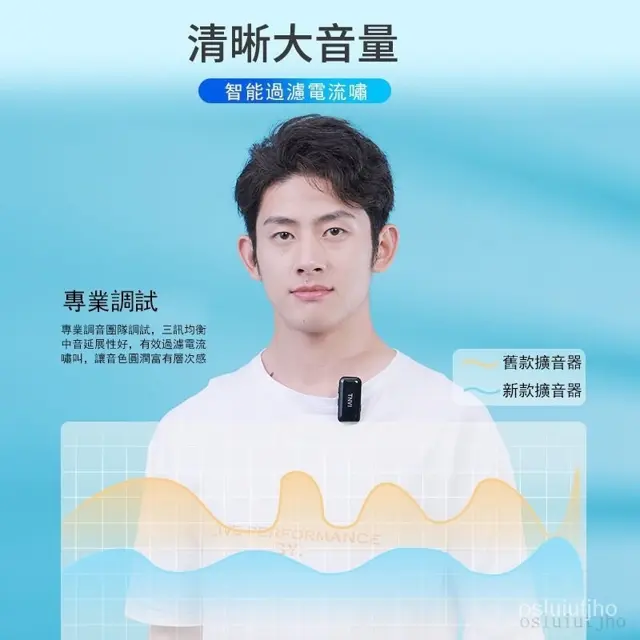 清晰大音量
智能過濾電流嘯
專業調試
專業調音團隊調試，三訊均衡
中音延展性好，有效過濾電流
嘯叫，讓音色圓潤富有層次感
舊款擴音器
新款擴音器
PERFORMANCE
osluiufjho